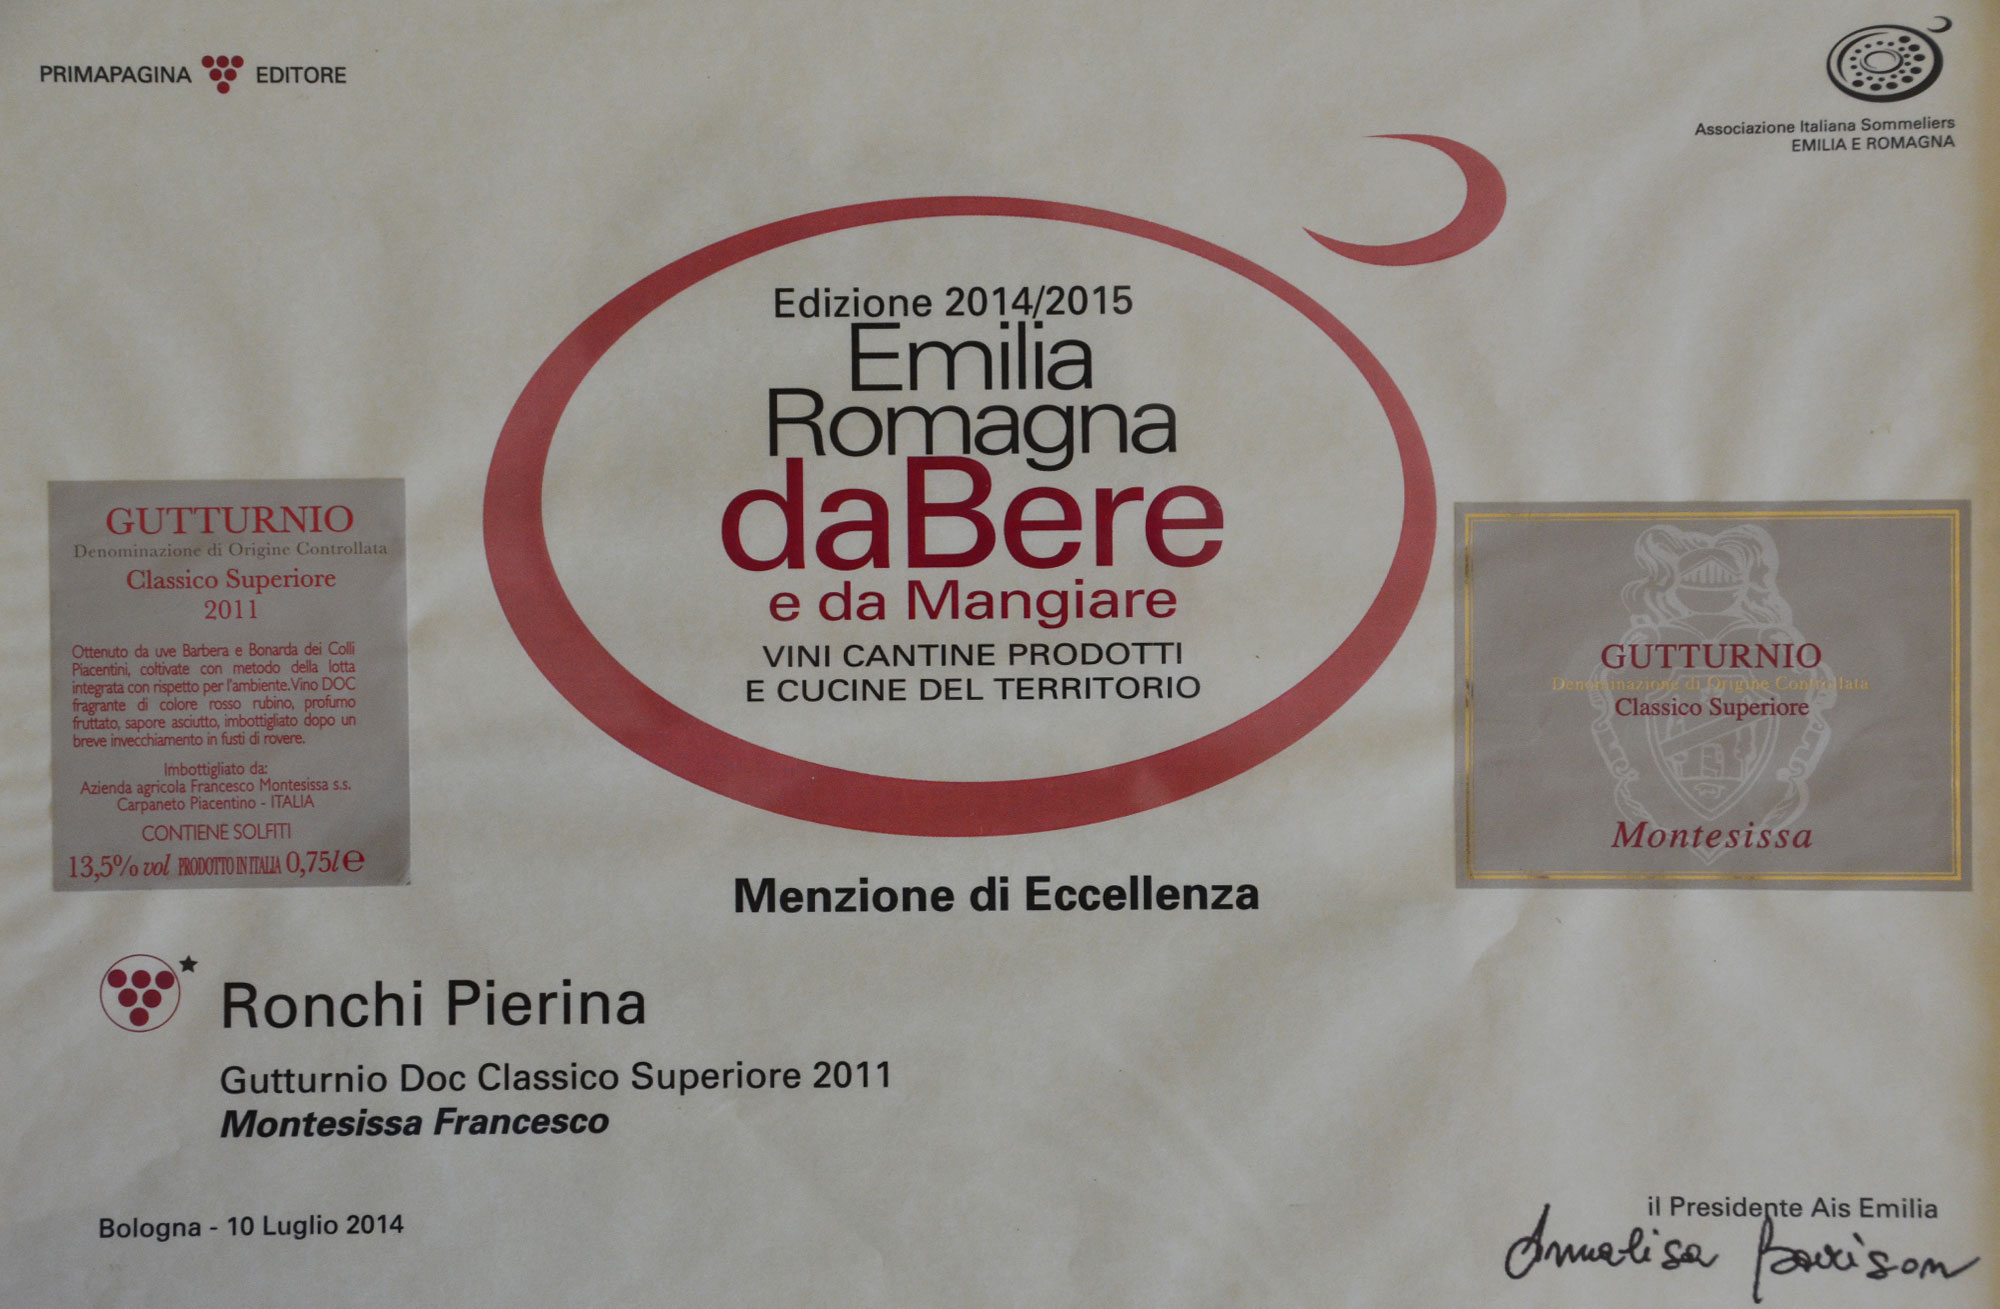 PRIMAPAGINA EDITORE
Associazione Italiana Sommeliers
EMILIA E ROMAGNA
Edizione 2014/2015
Emilia
Romagna
daBere
e da Mangiare
VINI CANTINE PRODOTTI
E CUCINE DEL TERRITORIO
GUTTURNIO
Denominazione di Origine Controllata
Classico Superiore
2011
Ottenuto da uve Barbera e Bonarda dei Colli
Piacentini, coltivate con metodo della lotta
integrata con rispetto per l'ambiente. Vino DOC
fragrante di colore rosso rubino, profumo
fruttato, sapore asciutto, imbottigliato dopo un
breve invecchiamento in fusti di rovere.
Imbottigliato da:
Azienda agricola Francesco Montesissa s.s.
Carpaneto Piacentino - ITALIA
CONTIENE SOLFITI
13,5% vol PRODOTTO IN ITALIA 0,75l e
GUTTURNIO
Denominazione di Origine Controllata
Classico Superiore
Montesissa
Menzione di Eccellenza
Ronchi Pierina
Gutturnio Doc Classico Superiore 2011
Montesissa Francesco
Bologna - 10 Luglio 2014
il Presidente Ais Emilia
Annalisa Barison